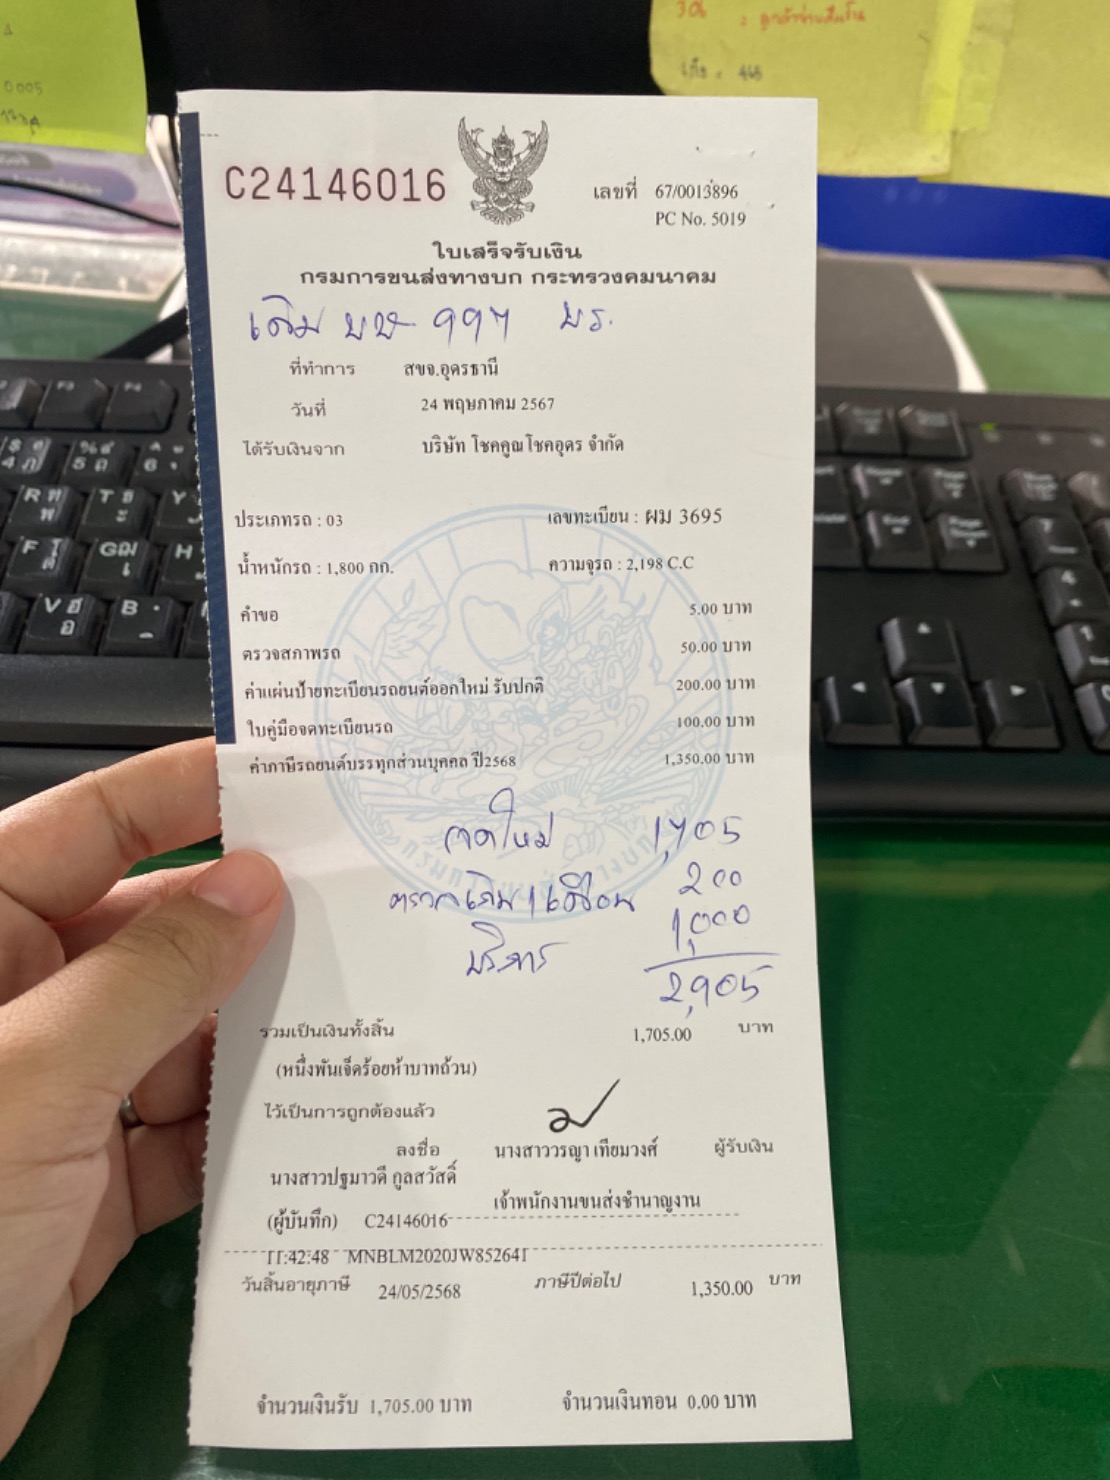 C24146016
เลขที่ 67/0013896
PC No. 5019
ใบเสร็จรับเงิน
กรมการขนส่งทางบก กระทรวงคมนาคม
เดิม บษ 997 บร.
ที่ทำการ สขจ.อุดรธานี
วันที่ 24 พฤษภาคม 2567
ได้รับเงินจาก บริษัท โชคคูณโชคอุดร จำกัด
ประเภทรถ : 03 เลขทะเบียน : ผม 3695
น้ำหนักรถ : 1,800 กก. ความจุรถ : 2,198 C.C
คำขอ 5.00 บาท
ตรวจสภาพรถ 50.00 บาท
ค่าแผ่นป้ายทะเบียนรถยนต์ออกใหม่ รับปกติ 200.00 บาท
ใบคู่มือจดทะเบียนรถ 100.00 บาท
ค่าภาษีรถยนต์บรรทุกส่วนบุคคล ปี2568 1,350.00 บาท
จดใหม่ 1,705
ตรวจเดิม 1 เดือน 200
บริการ 1,000
2,905
รวมเป็นเงินทั้งสิ้น 1,705.00 บาท
(หนึ่งพันเจ็ดร้อยห้าบาทถ้วน)
ไว้เป็นการถูกต้องแล้ว
ลงชื่อ นางสาววรญา เทียมวงศ์ ผู้รับเงิน
นางสาวปฐมาวดี กูลสวัสดิ์
เจ้าพนักงานขนส่งชำนาญงาน
(ผู้บันทึก) C24146016
11:42:48 MNBLM2020JW852641
วันสิ้นอายุภาษี 24/05/2568 ภาษีปีต่อไป 1,350.00 บาท
จำนวนเงินรับ 1,705.00 บาท จำนวนเงินทอน 0.00 บาท